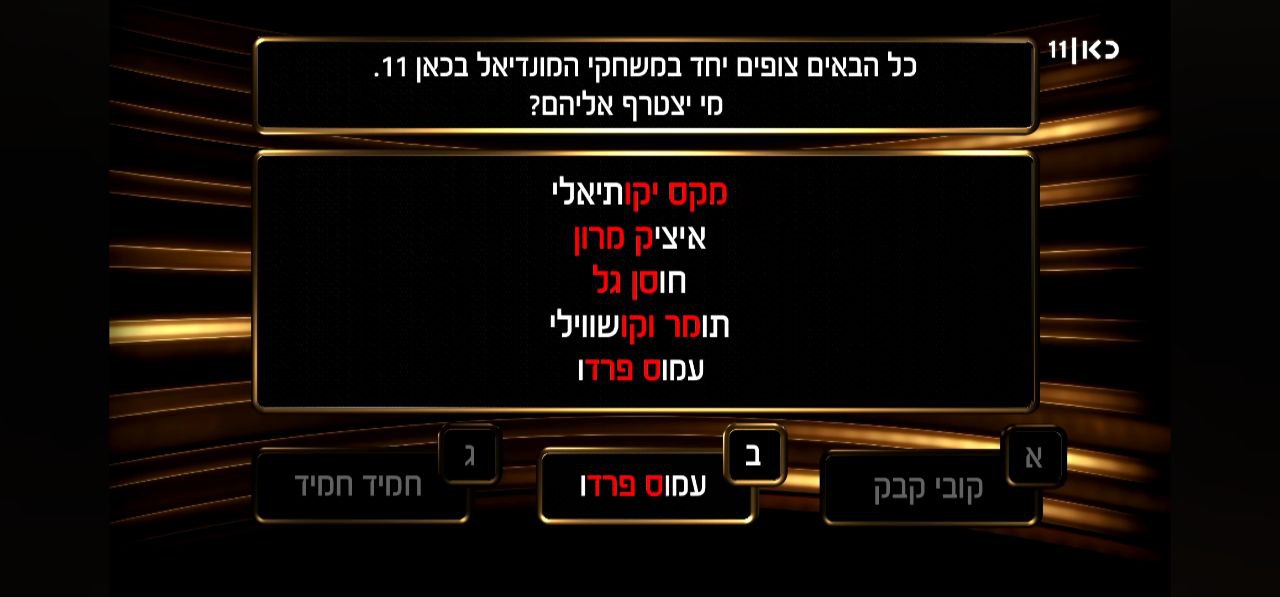 כאן|11
כל הבאים צופים יחד במשחקי המונדיאל בכאן 11.
מי יצטרף אליהם?
מקס יקותיאלי
איציק מרון
חוסן גל
תומר וקושווילי
עמוס פרדו
א
קובי קבק
ב
עמוס פרדו
ג
חמיד חמיד